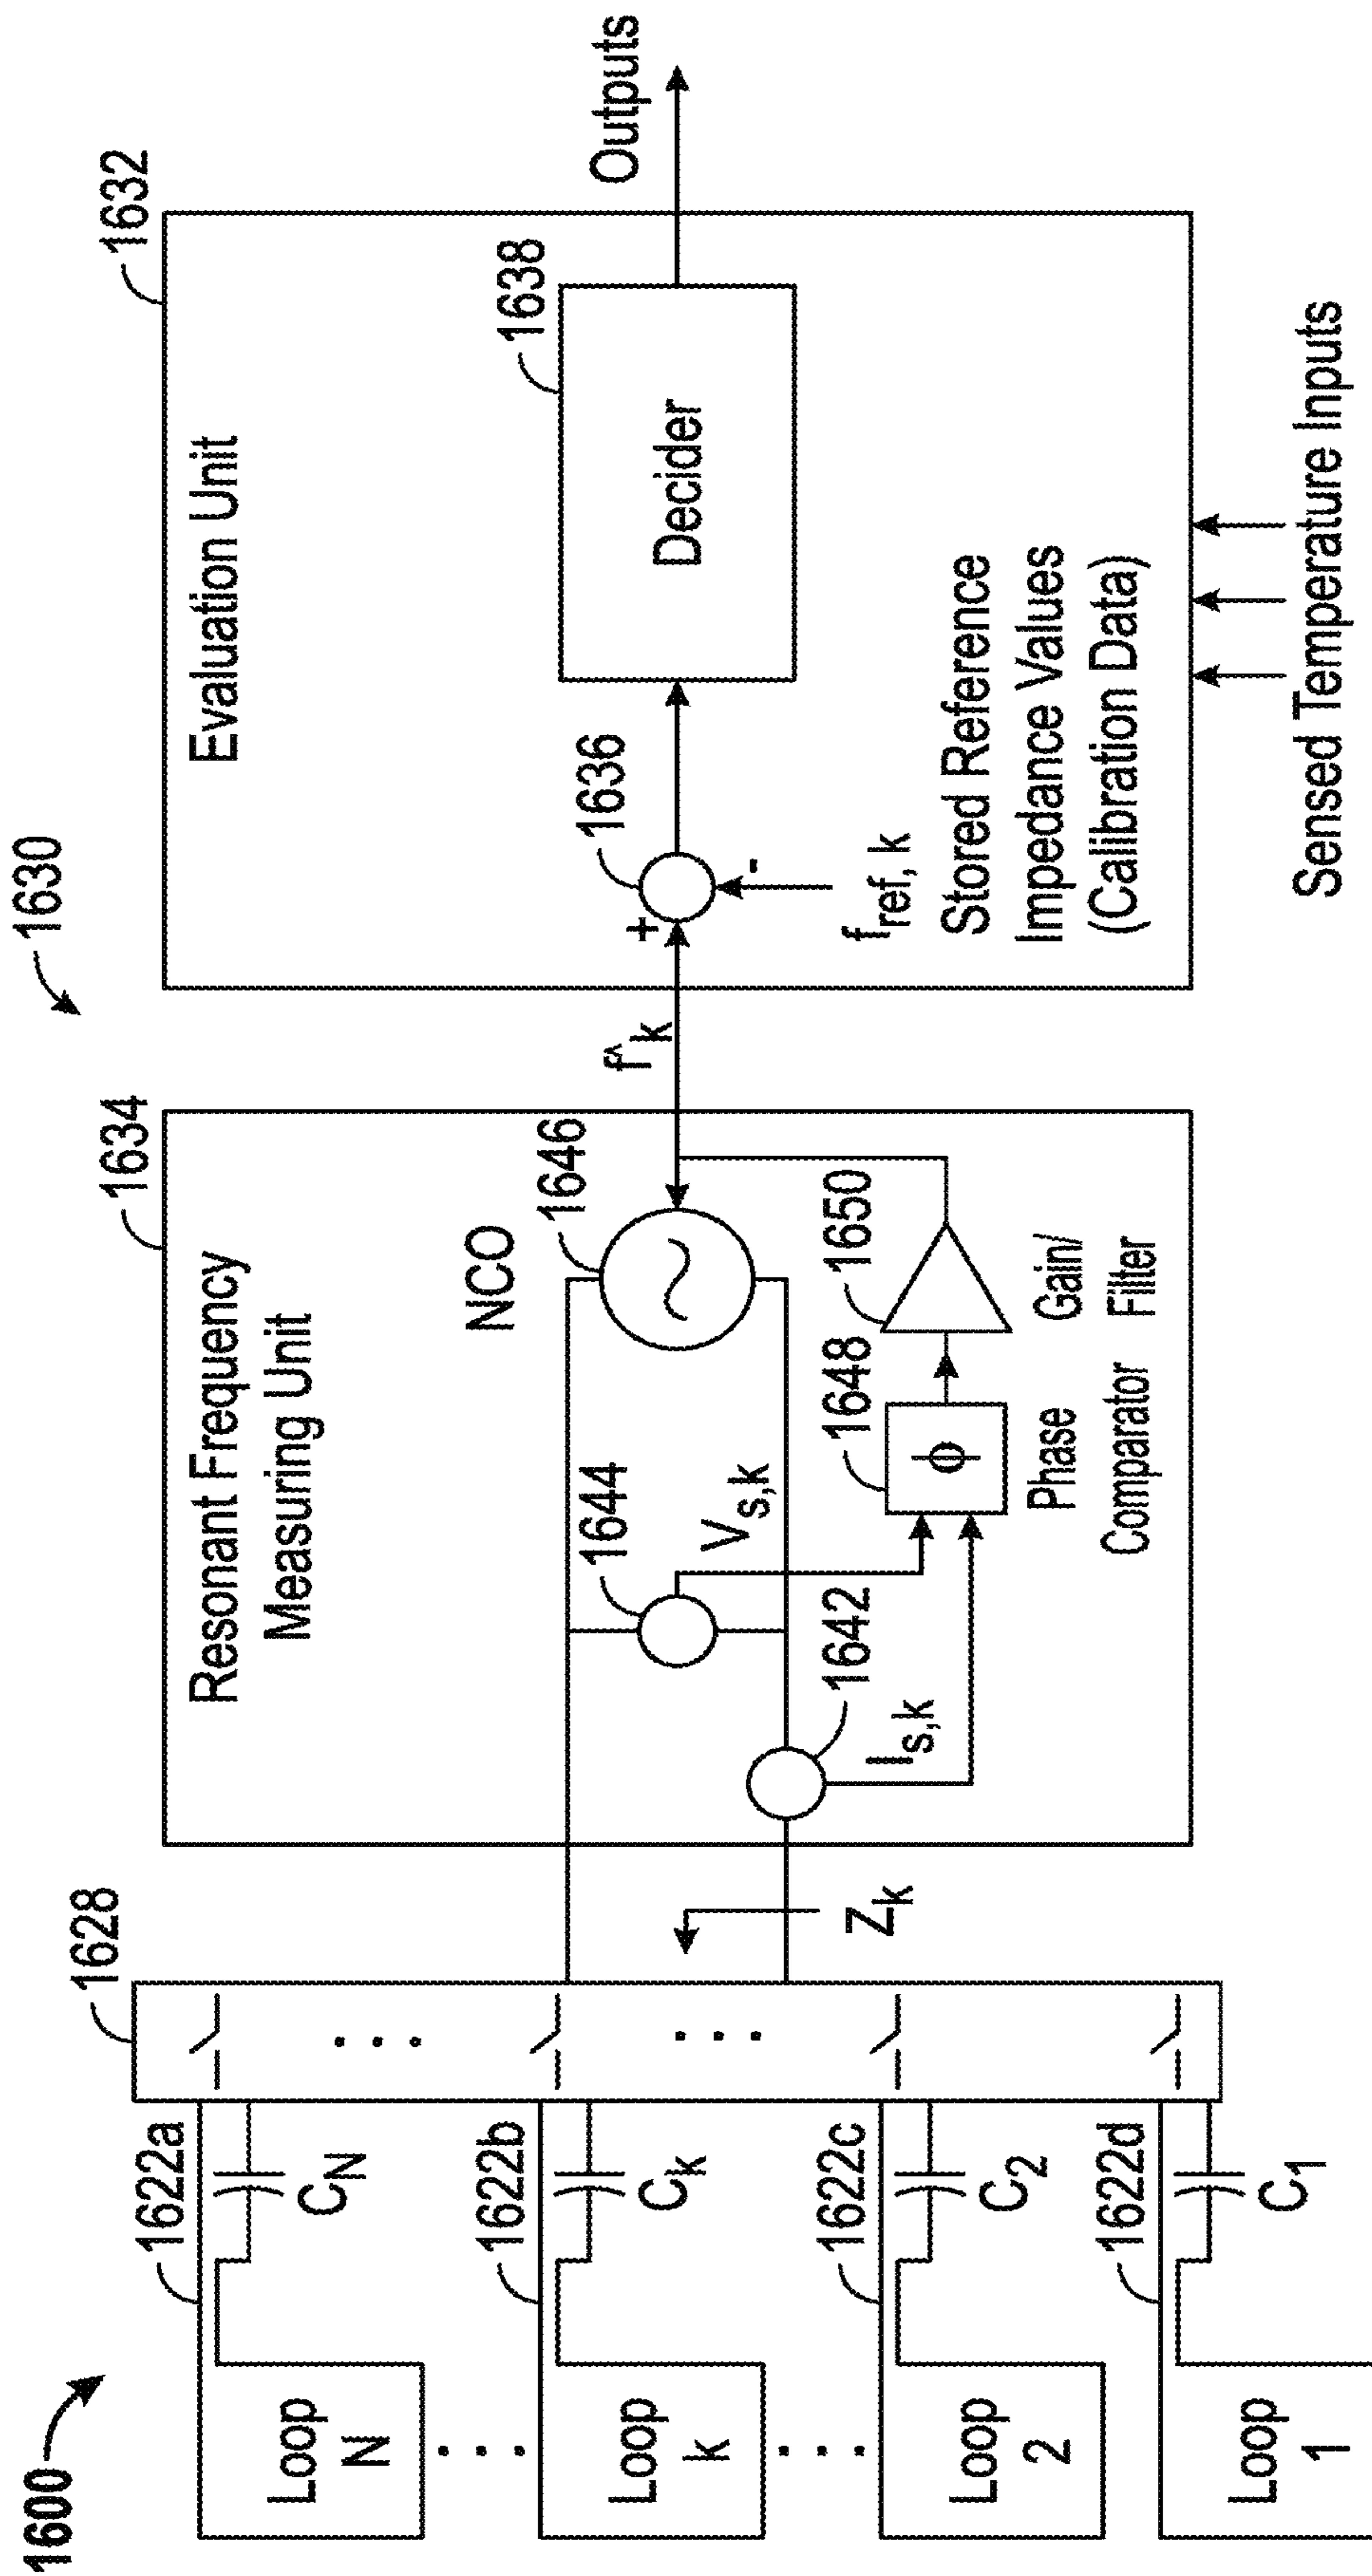 1600
1630
1622a
Loop
N
C_N
1622b
Loop
k
C_k
1622c
Loop
2
C_2
1622d
Loop
1
C_1
1628
Z_k
1634
Resonant Frequency
Measuring Unit
NCO
1646
1644
V_s,k
1642
I_s,k
1648
ϕ
Phase
Comparator
1650
Gain/
Filter
f^_k
1632
Evaluation Unit
1636
+
-
1638
Decider
f_ref, k
Stored Reference
Impedance Values
(Calibration Data)
Outputs
Sensed Temperature Inputs